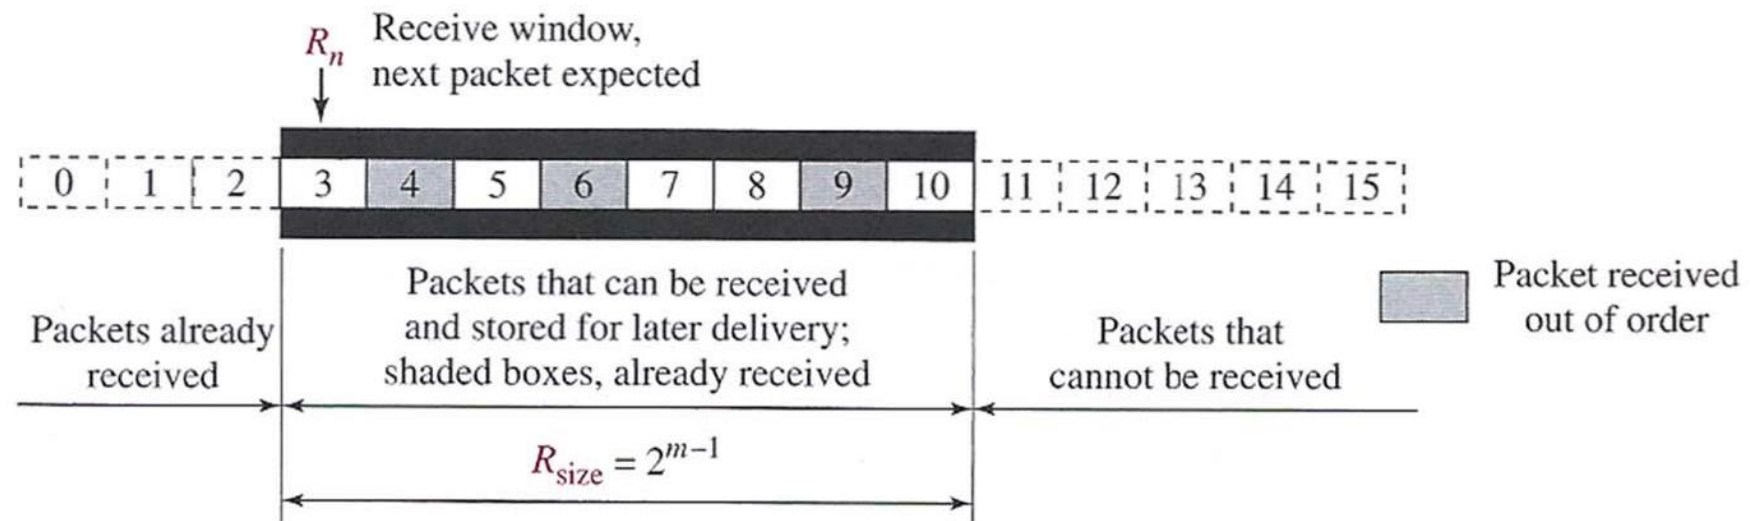 Rn Receive window,
next packet expected
0 1 2 3 4 5 6 7 8 9 10 11 12 13 14 15
Packets already
received
Packets that can be received
and stored for later delivery;
shaded boxes, already received
Packets that
cannot be received
Packet received
out of order
Rsize = 2^m−1